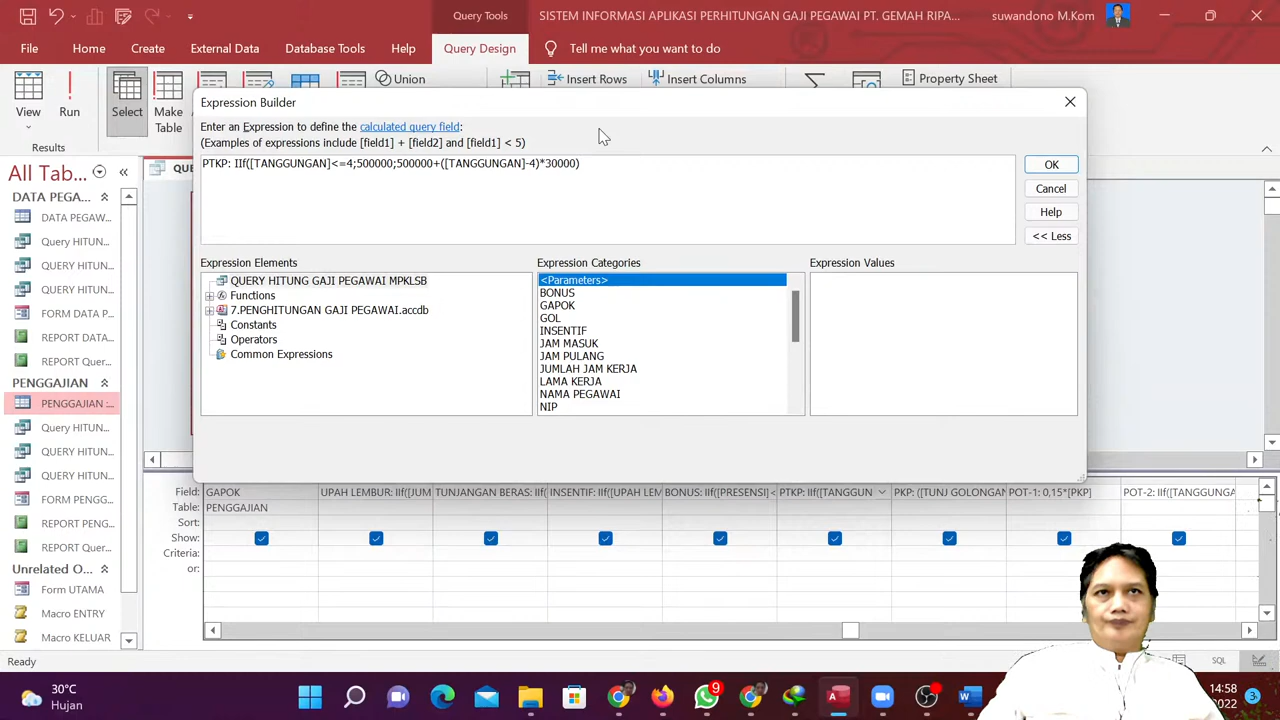 Query Tools
SISTEM INFORMASI APLIKASI PERHITUNGAN GAJI PEGAWAI PT. GEMAH RIPA...
suwandono M.Kom
File
Home
Create
External Data
Database Tools
Help
Query Design
Tell me what you want to do
View
Run
Select
Make
Table
Union
Insert Rows
Insert Columns
Property Sheet
Results
Expression Builder
Enter an Expression to define the calculated query field:
(Examples of expressions include [field1] + [field2] and [field1] < 5)
PTKP: IIf([TANGGUNGAN]<=4;500000;500000+([TANGGUNGAN]-4)*30000)
OK
Cancel
Help
<< Less
Expression Elements
QUERY HITUNG GAJI PEGAWAI MPKLSB
Functions
7.PENGHITUNGAN GAJI PEGAWAI.accdb
Constants
Operators
Common Expressions
Expression Categories
<Parameters>
BONUS
GAPOK
GOL
INSENTIF
JAM MASUK
JAM PULANG
JUMLAH JAM KERJA
LAMA KERJA
NAMA PEGAWAI
NIP
Expression Values
All Tab...
DATA PEGA...
DATA PEGAW...
Query HITUN...
QUERY HITUN...
QUERY HITUN...
FORM DATA P...
REPORT DATA...
REPORT Quer...
PENGGAJIAN
PENGGAJIAN :...
Query HITUN...
QUERY HITUN...
QUERY HITUN...
FORM PENGG...
REPORT PENG...
REPORT Quer...
Unrelated O...
Form UTAMA
Macro ENTRY
Macro KELUAR
QUE
Field: GAPOK UPAH LEMBUR: IIf([JUM TUNJANGAN BERAS: IIf( INSENTIF: IIf([UPAH LEM BONUS: IIf([PRESENSI]< PTKP: IIf([TANGGUN PKP: ([TUNJ GOLONGAN POT-1: 0,15*[PKP] POT-2: IIf([TANGGUNGA
Table: PENGGAJIAN
Sort:
Show:
Criteria:
or:
Ready
SQL
30°C
Hujan
9
14:58
2022
3